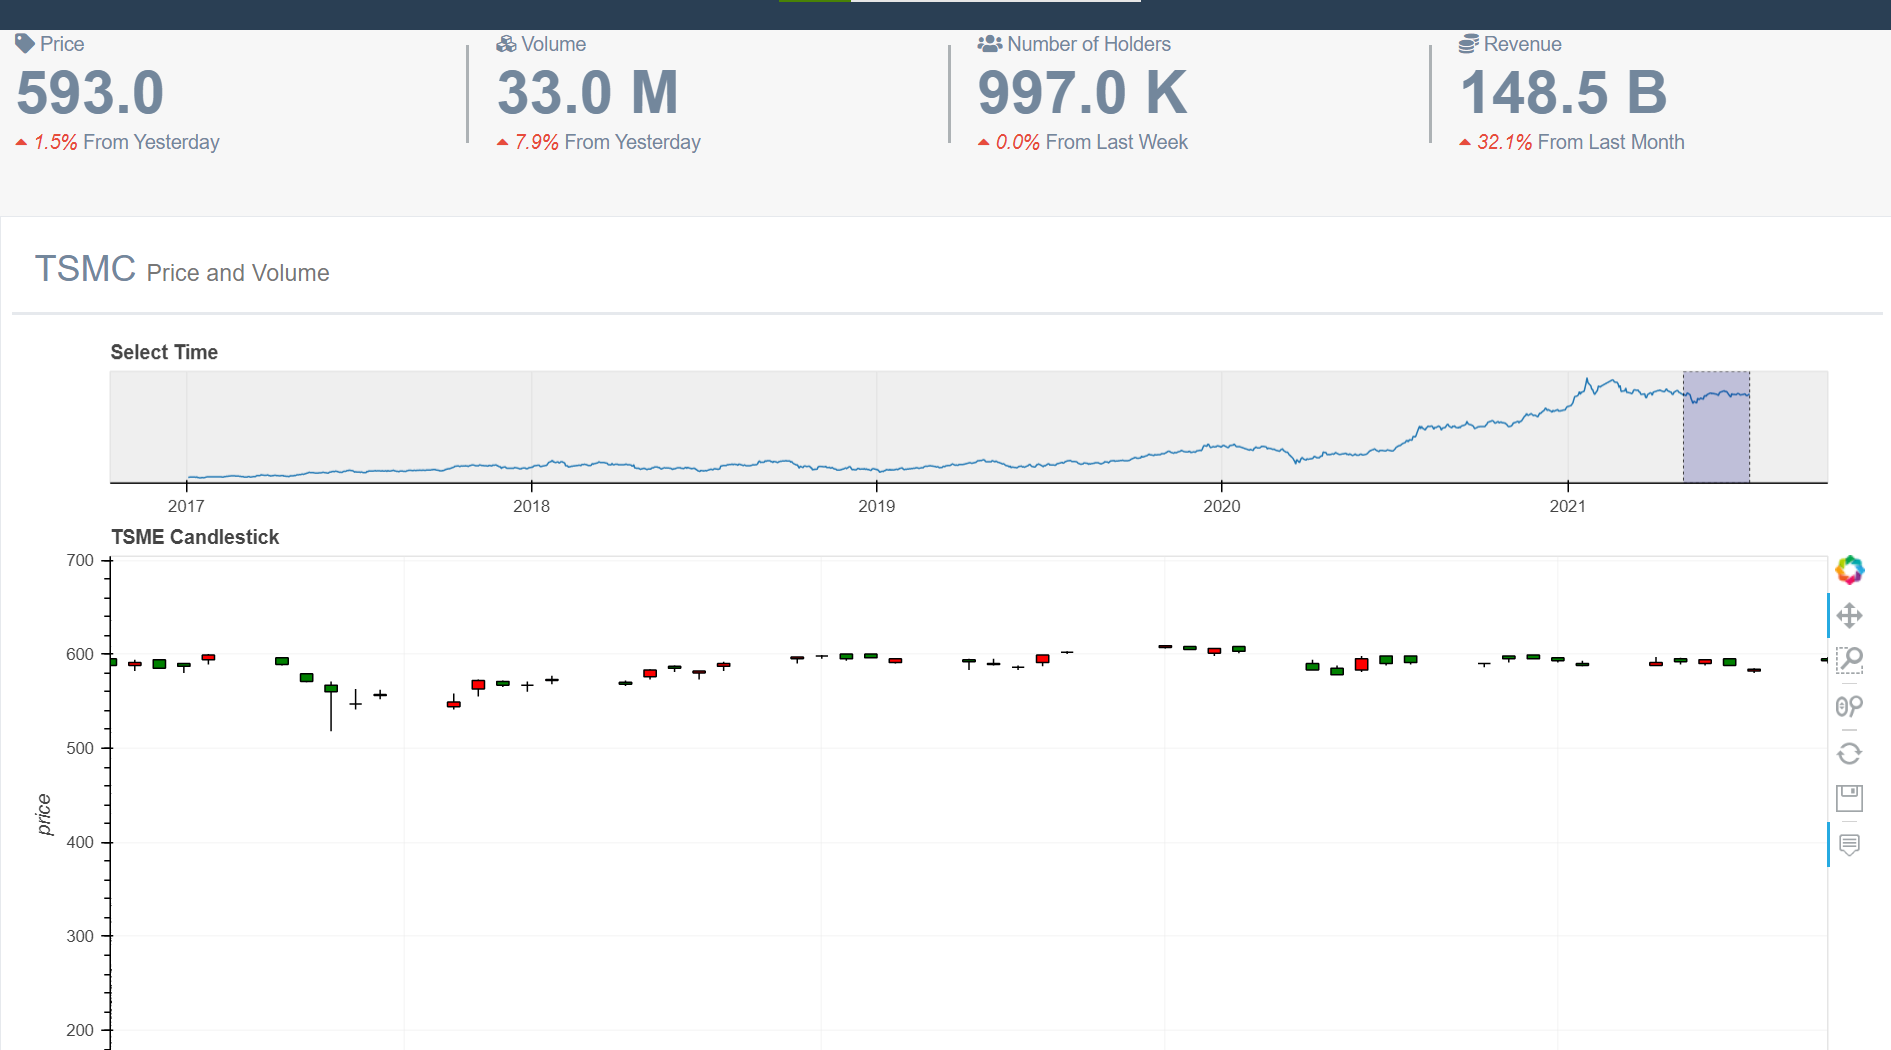 Price
593.0
1.5% From Yesterday
Volume
33.0 M
7.9% From Yesterday
Number of Holders
997.0 K
0.0% From Last Week
Revenue
148.5 B
32.1% From Last Month
TSMC Price and Volume
Select Time
2017 2018 2019 2020 2021
TSME Candlestick
700
600
500
400
300
200
price